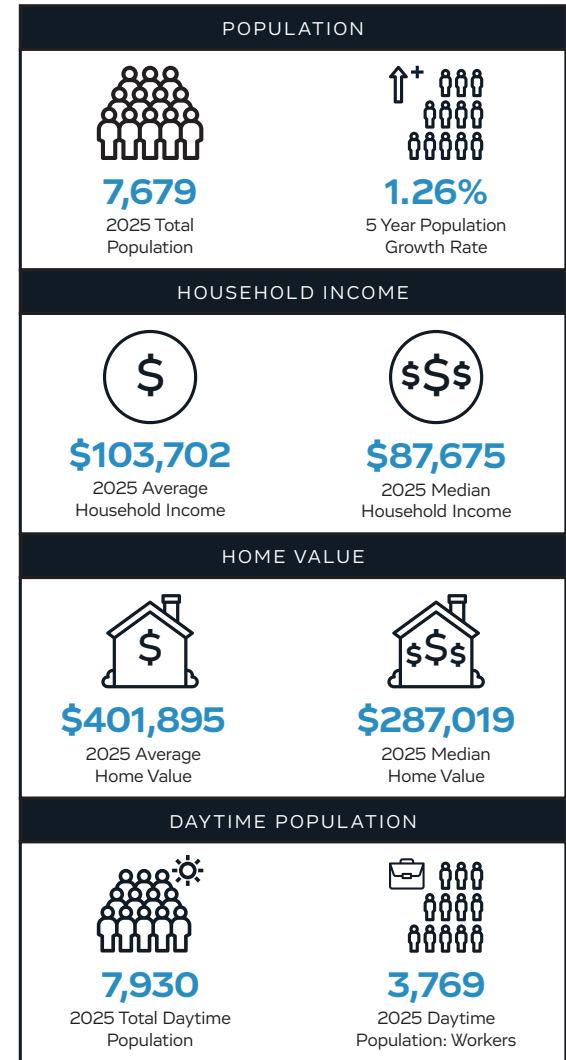 POPULATION
7,679
2025 Total
Population
1.26%
5 Year Population
Growth Rate
HOUSEHOLD INCOME
$
$103,702
2025 Average
Household Income
$$$
$87,675
2025 Median
Household Income
HOME VALUE
$
$401,895
2025 Average
Home Value
$$$
$287,019
2025 Median
Home Value
DAYTIME POPULATION
7,930
2025 Total Daytime
Population
3,769
2025 Daytime
Population: Workers